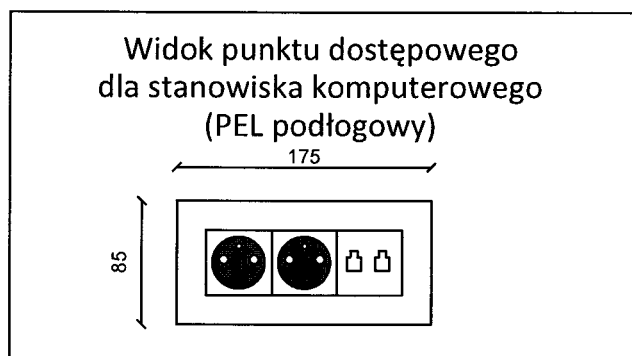 Widok punktu dostępowego
dla stanowiska komputerowego
(PEL podłogowy)
175
85